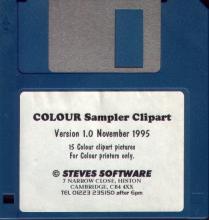 COLOUR Sampler Clipart
Version 1.0 November 1995
15 Colour clipart pictures
For Colour printers only.
© STEVES SOFTWARE
7 NARROW CLOSE, HISTON
CAMBRIDGE, CB4 4XX
TEL 01223 235150 after 6pm